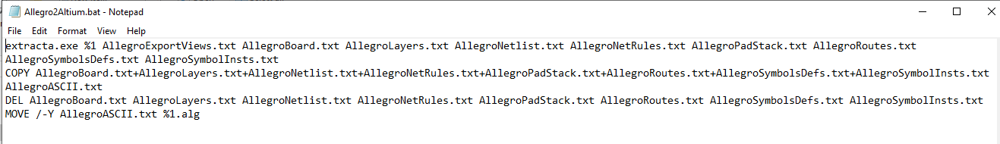 Allegro2Altium.bat - Notepad
File Edit Format View Help
extracta.exe %1 AllegroExportViews.txt AllegroBoard.txt AllegroLayers.txt AllegroNetlist.txt AllegroNetRules.txt AllegroPadStack.txt AllegroRoutes.txt
AllegroSymbolsDefs.txt AllegroSymbolInsts.txt
COPY AllegroBoard.txt+AllegroLayers.txt+AllegroNetlist.txt+AllegroNetRules.txt+AllegroPadStack.txt+AllegroRoutes.txt+AllegroSymbolsDefs.txt+AllegroSymbolInsts.txt
AllegroASCII.txt
DEL AllegroBoard.txt AllegroLayers.txt AllegroNetlist.txt AllegroNetRules.txt AllegroPadStack.txt AllegroRoutes.txt AllegroSymbolsDefs.txt AllegroSymbolInsts.txt
MOVE /-Y AllegroASCII.txt %1.alg